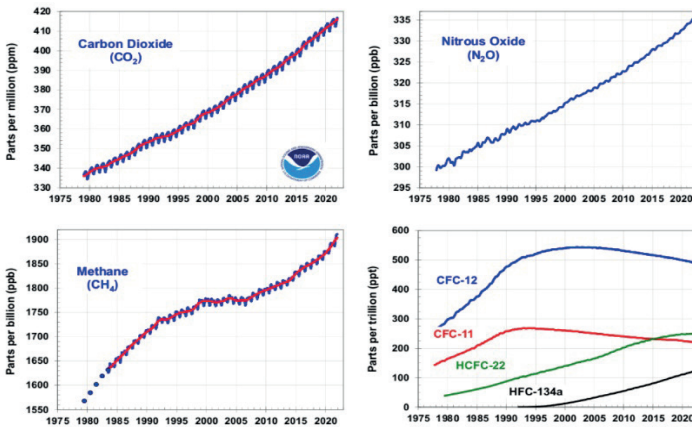 Parts per million (ppm)
420
410
400
390
380
370
360
350
340
330
Carbon Dioxide
(CO₂)
NOAA
1975 1980 1985 1990 1995 2000 2005 2010 2015 2020
Parts per billion (ppb)
335
330
325
320
315
310
305
300
295
Nitrous Oxide
(N₂O)
1975 1980 1985 1990 1995 2000 2005 2010 2015 2020
Parts per billion (ppb)
1900
1850
1800
1750
1700
1650
1600
1550
Methane
(CH₄)
1975 1980 1985 1990 1995 2000 2005 2010 2015 2020
Parts per trillion (ppt)
600
500
400
300
200
100
0
CFC-12
CFC-11
HCFC-22
HFC-134a
1975 1980 1985 1990 1995 2000 2005 2010 2015 2020